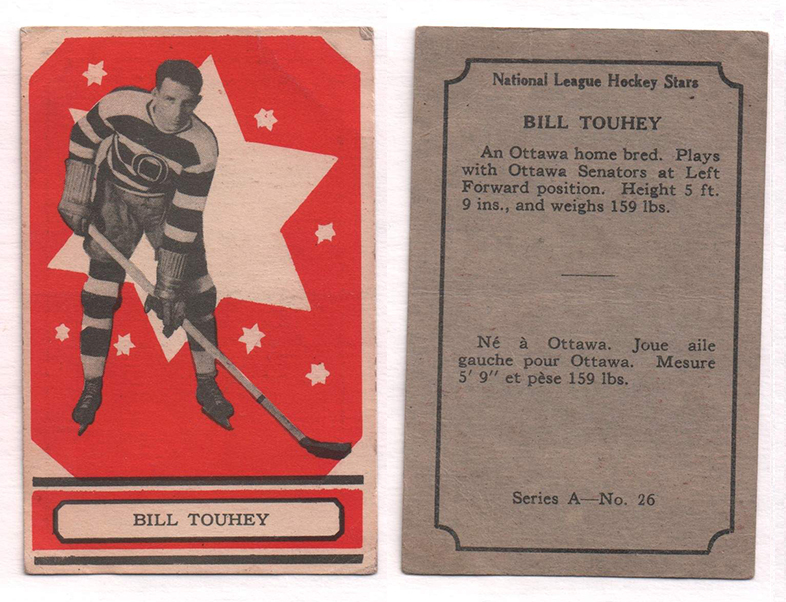 BILL TOUHEY
National League Hockey Stars
BILL TOUHEY
An Ottawa home bred. Plays
with Ottawa Senators at Left
Forward position. Height 5 ft.
9 ins., and weighs 159 lbs.
Né à Ottawa. Joue aile
gauche pour Ottawa. Mesure
5' 9" et pèse 159 lbs.
Series A—No. 26